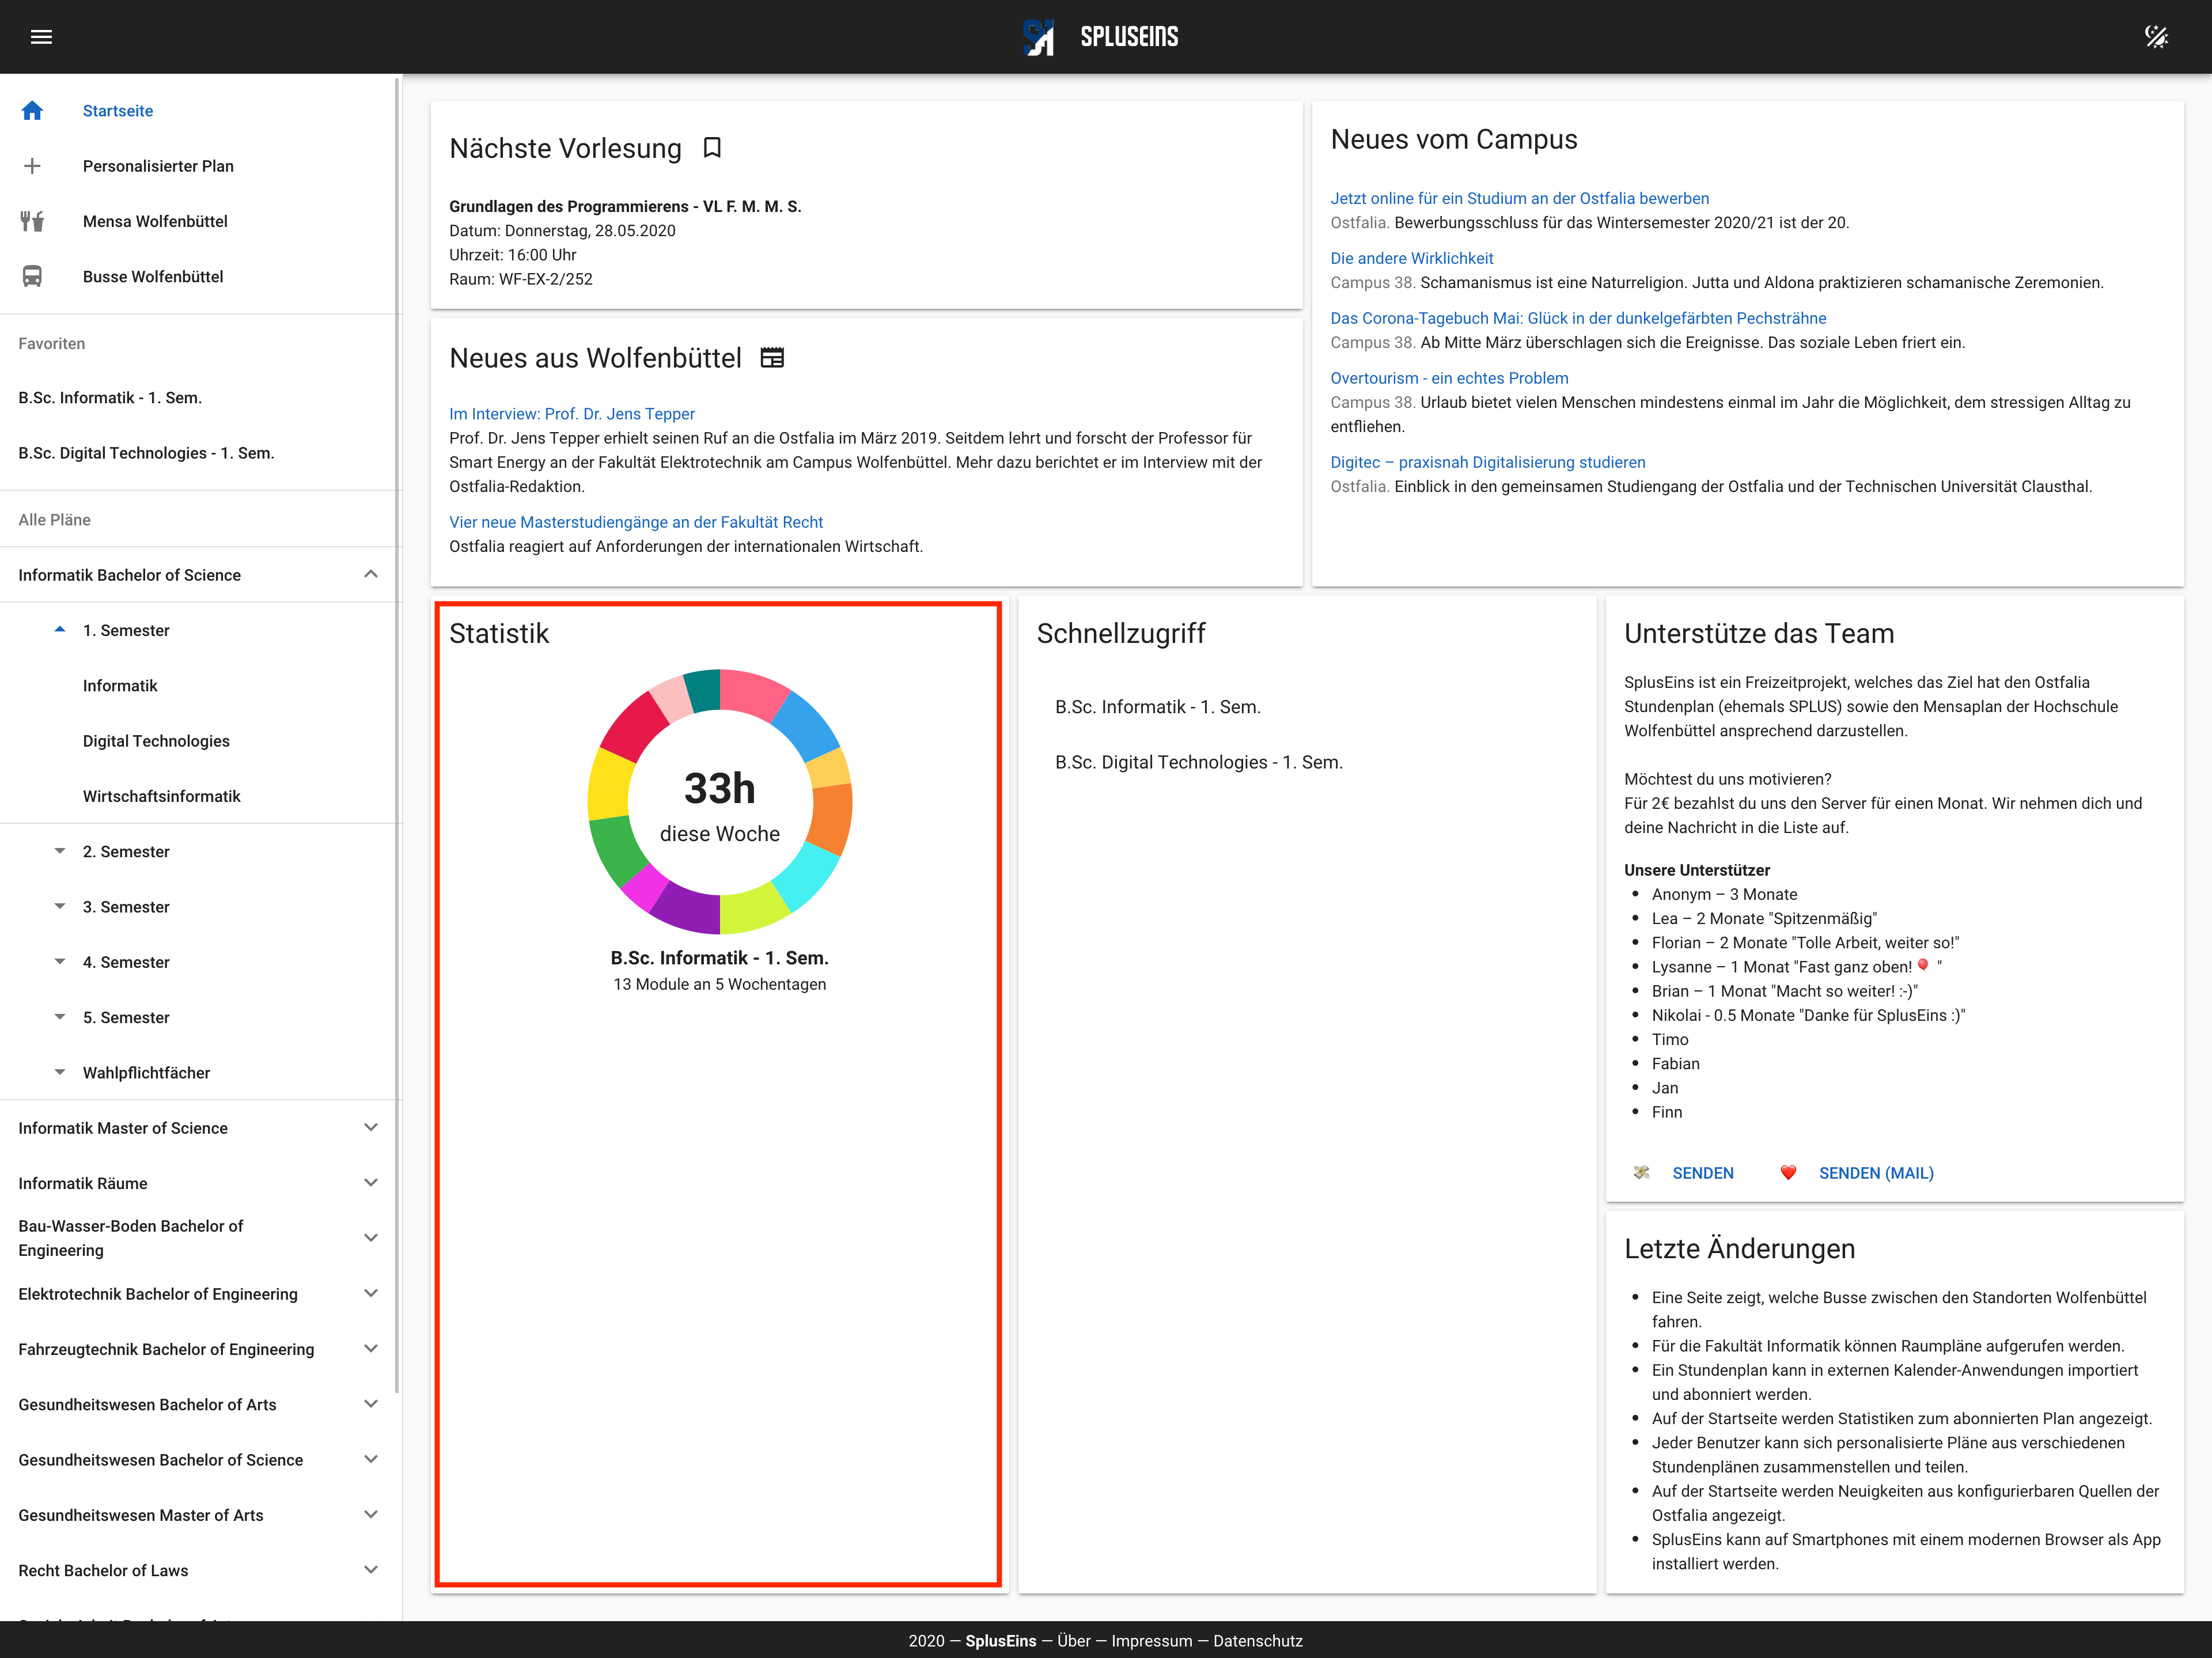 SPLUSEINS
Startseite
Personalisierter Plan
Mensa Wolfenbüttel
Busse Wolfenbüttel
Favoriten
B.Sc. Informatik - 1. Sem.
B.Sc. Digital Technologies - 1. Sem.
Alle Pläne
Informatik Bachelor of Science
1. Semester
Informatik
Digital Technologies
Wirtschaftsinformatik
2. Semester
3. Semester
4. Semester
5. Semester
Wahlpflichtfächer
Informatik Master of Science
Informatik Räume
Bau-Wasser-Boden Bachelor of
Engineering
Elektrotechnik Bachelor of Engineering
Fahrzeugtechnik Bachelor of Engineering
Gesundheitswesen Bachelor of Arts
Gesundheitswesen Bachelor of Science
Gesundheitswesen Master of Arts
Recht Bachelor of Laws
Nächste Vorlesung
Grundlagen des Programmierens - VL F. M. M. S.
Datum: Donnerstag, 28.05.2020
Uhrzeit: 16:00 Uhr
Raum: WF-EX-2/252
Neues aus Wolfenbüttel
Im Interview: Prof. Dr. Jens Tepper
Prof. Dr. Jens Tepper erhielt seinen Ruf an die Ostfalia im März 2019. Seitdem lehrt und forscht der Professor für
Smart Energy an der Fakultät Elektrotechnik am Campus Wolfenbüttel. Mehr dazu berichtet er im Interview mit der
Ostfalia-Redaktion.
Vier neue Masterstudiengänge an der Fakultät Recht
Ostfalia reagiert auf Anforderungen der internationalen Wirtschaft.
Neues vom Campus
Jetzt online für ein Studium an der Ostfalia bewerben
Ostfalia. Bewerbungsschluss für das Wintersemester 2020/21 ist der 20.
Die andere Wirklichkeit
Campus 38. Schamanismus ist eine Naturreligion. Jutta und Aldona praktizieren schamanische Zeremonien.
Das Corona-Tagebuch Mai: Glück in der dunkelgefärbten Pechsträhne
Campus 38. Ab Mitte März überschlagen sich die Ereignisse. Das soziale Leben friert ein.
Overtourism - ein echtes Problem
Campus 38. Urlaub bietet vielen Menschen mindestens einmal im Jahr die Möglichkeit, dem stressigen Alltag zu
entfliehen.
Digitec – praxisnah Digitalisierung studieren
Ostfalia. Einblick in den gemeinsamen Studiengang der Ostfalia und der Technischen Universität Clausthal.
Statistik
33h
diese Woche
B.Sc. Informatik - 1. Sem.
13 Module an 5 Wochentagen
Schnellzugriff
B.Sc. Informatik - 1. Sem.
B.Sc. Digital Technologies - 1. Sem.
Unterstütze das Team
SplusEins ist ein Freizeitprojekt, welches das Ziel hat den Ostfalia
Stundenplan (ehemals SPLUS) sowie den Mensaplan der Hochschule
Wolfenbüttel ansprechend darzustellen.
Möchtest du uns motivieren?
Für 2€ bezahlst du uns den Server für einen Monat. Wir nehmen dich und
deine Nachricht in die Liste auf.
Unsere Unterstützer
• Anonym – 3 Monate
• Lea – 2 Monate "Spitzenmäßig"
• Florian – 2 Monate "Tolle Arbeit, weiter so!"
• Lysanne – 1 Monat "Fast ganz oben! 🎈 "
• Brian – 1 Monat "Macht so weiter! :-)"
• Nikolai - 0.5 Monate "Danke für SplusEins :)"
• Timo
• Fabian
• Jan
• Finn
💸 SENDEN ❤️ SENDEN (MAIL)
Letzte Änderungen
• Eine Seite zeigt, welche Busse zwischen den Standorten Wolfenbüttel
fahren.
• Für die Fakultät Informatik können Raumpläne aufgerufen werden.
• Ein Stundenplan kann in externen Kalender-Anwendungen importiert
und abonniert werden.
• Auf der Startseite werden Statistiken zum abonnierten Plan angezeigt.
• Jeder Benutzer kann sich personalisierte Pläne aus verschiedenen
Stundenplänen zusammenstellen und teilen.
• Auf der Startseite werden Neuigkeiten aus konfigurierbaren Quellen der
Ostfalia angezeigt.
• SplusEins kann auf Smartphones mit einem modernen Browser als App
installiert werden.
2020 — SplusEins — Über — Impressum — Datenschutz